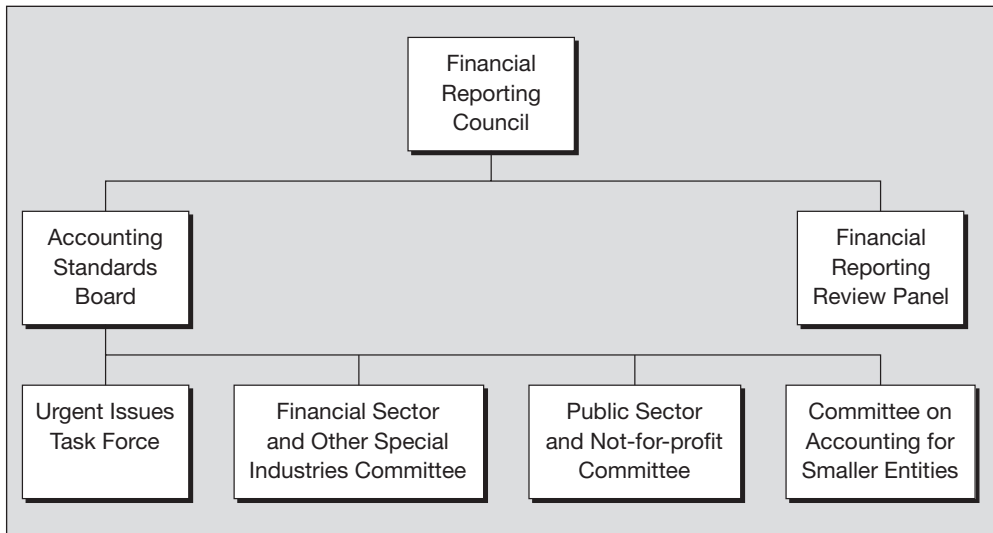 Financial
Reporting
Council
Accounting
Standards
Board
Financial
Reporting
Review Panel
Urgent Issues
Task Force
Financial Sector
and Other Special
Industries Committee
Public Sector
and Not-for-profit
Committee
Committee on
Accounting for
Smaller Entities